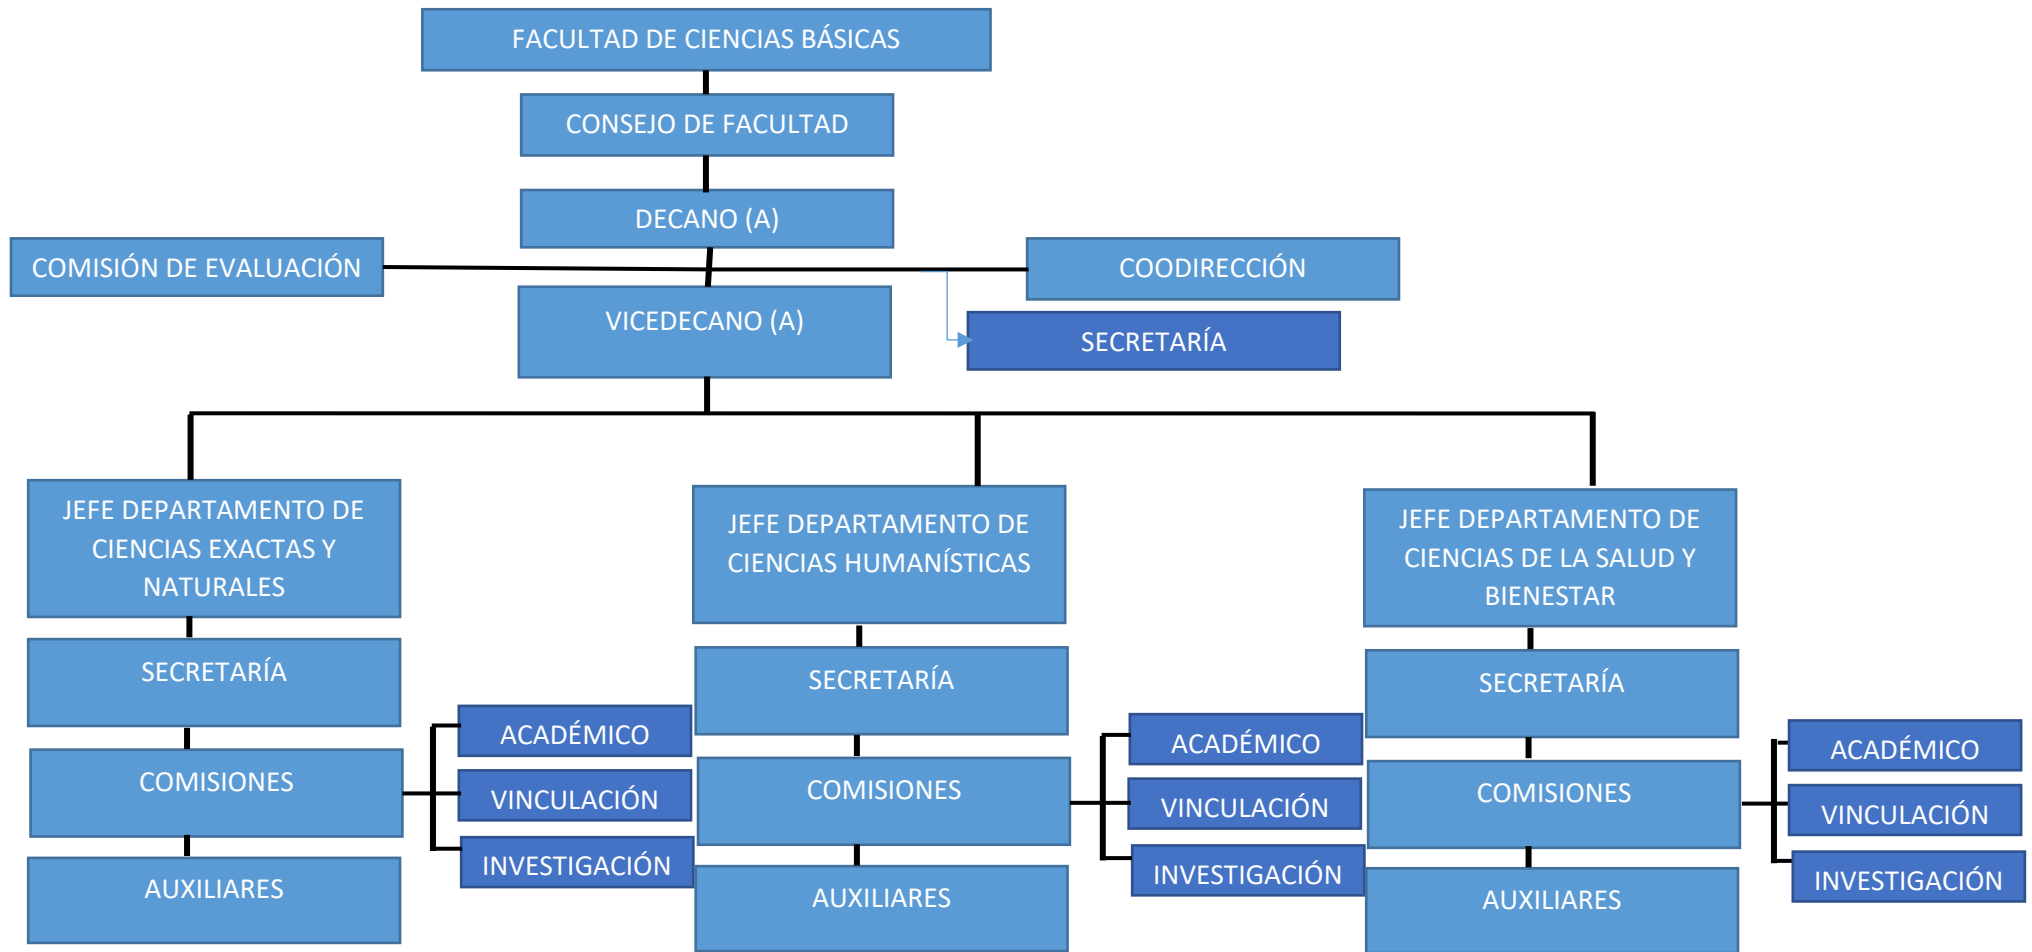 FACULTAD DE CIENCIAS BÁSICAS
CONSEJO DE FACULTAD
DECANO (A)
COMISIÓN DE EVALUACIÓN
COODIRECCIÓN
VICEDECANO (A)
SECRETARÍA
JEFE DEPARTAMENTO DE
CIENCIAS EXACTAS Y
NATURALES
SECRETARÍA
COMISIONES
ACADÉMICO
VINCULACIÓN
INVESTIGACIÓN
AUXILIARES
JEFE DEPARTAMENTO DE
CIENCIAS HUMANÍSTICAS
SECRETARÍA
COMISIONES
ACADÉMICO
VINCULACIÓN
INVESTIGACIÓN
AUXILIARES
JEFE DEPARTAMENTO DE
CIENCIAS DE LA SALUD Y
BIENESTAR
SECRETARÍA
COMISIONES
ACADÉMICO
VINCULACIÓN
INVESTIGACIÓN
AUXILIARES